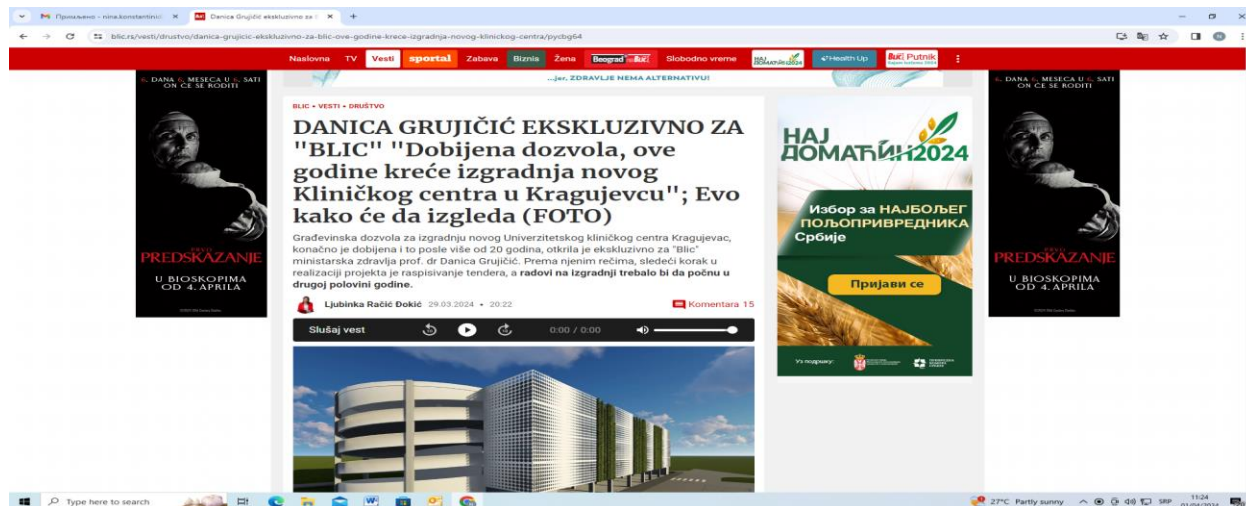 Danica Grujičić ekskluzivno za
blic.rs/vesti/drustvo/danica-grujicic-ekskluzivno-za-blic-ove-godine-krece-izgradnja-novog-klinickog-centra/pycbg64
Naslovna TV Vesti sportal Zabava Biznis Žena Beograd Blic Slobodno vreme Health Up Blic Putnik
...jer, ZDRAVLJE NEMA ALTERNATIVU!
6. DANA 6. MESECA U 6. SATI
ON ĆE SE RODITI
PRVO
PREDSKAZANJE
U BIOSKOPIMA
OD 4. APRILA
BLIC • VESTI • DRUŠTVO
DANICA GRUJIČIĆ EKSKLUZIVNO ZA
"BLIC" "Dobijena dozvola, ove
godine kreće izgradnja novog
Kliničkog centra u Kragujevcu"; Evo
kako će da izgleda (FOTO)
Građevinska dozvola za izgradnju novog Univerzitetskog kliničkog centra Kragujevac,
konačno je dobijena i to posle više od 20 godina, otkrila je ekskluzivno za "Blic"
ministarska zdravlja prof. dr Danica Grujičić. Prema njenim rečima, sledeći korak u
realizaciji projekta je raspisivanje tendera, a radovi na izgradnji trebalo bi da počnu u
drugoj polovini godine.
Ljubinka Račić Đokić 29.03.2024 • 20:22
Komentara 15
Slušaj vest 0:00 / 0:00
НАЈ
ДОМАЋИН2024
Избор за НАЈБОЉЕГ
ПОЉОПРИВРЕДНИКА
Србије
Пријави се
Уз подршку:
6. DANA 6. MESECA U 6. SATI
ON ĆE SE RODITI
PRVO
PREDSKAZANJE
U BIOSKOPIMA
OD 4. APRILA
Type here to search
27°C Partly sunny SRP 11:24
01/04/2024